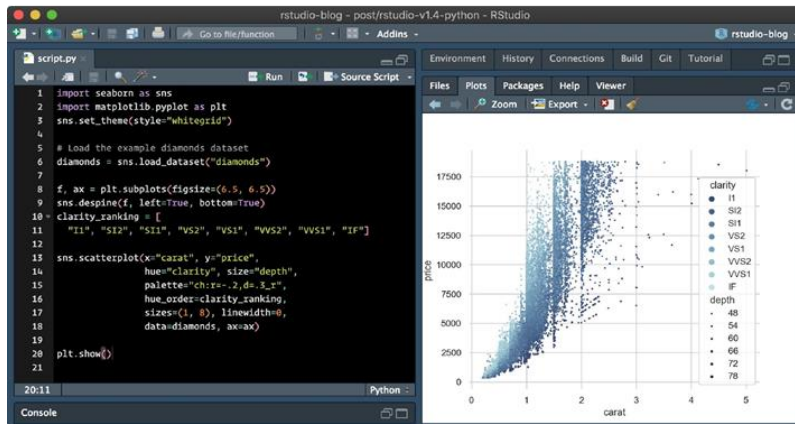 rstudio-blog - post/rstudio-v1.4-python - RStudio
Go to file/function
Addins
rstudio-blog
script.py
Run
Source Script
1 import seaborn as sns
2 import matplotlib.pyplot as plt
3 sns.set_theme(style="whitegrid")
4
5 # Load the example diamonds dataset
6 diamonds = sns.load_dataset("diamonds")
7
8 f, ax = plt.subplots(figsize=(6.5, 6.5))
9 sns.despine(f, left=True, bottom=True)
10 clarity_ranking = [
11 "I1", "SI2", "SI1", "VS2", "VS1", "VVS2", "VVS1", "IF"]
12
13 sns.scatterplot(x="carat", y="price",
14 hue="clarity", size="depth",
15 palette="ch:r=-.2,d=.3_r",
16 hue_order=clarity_ranking,
17 sizes=(1, 8), linewidth=0,
18 data=diamonds, ax=ax)
19
20 plt.show()
21
20:11
Python
Console
Environment History Connections Build Git Tutorial
Files Plots Packages Help Viewer
Zoom Export
17500
15000
12500
10000
7500
5000
2500
0
price
0 1 2 3 4 5
carat
clarity
I1
SI2
SI1
VS2
VS1
VVS2
VVS1
IF
depth
48
54
60
66
72
78